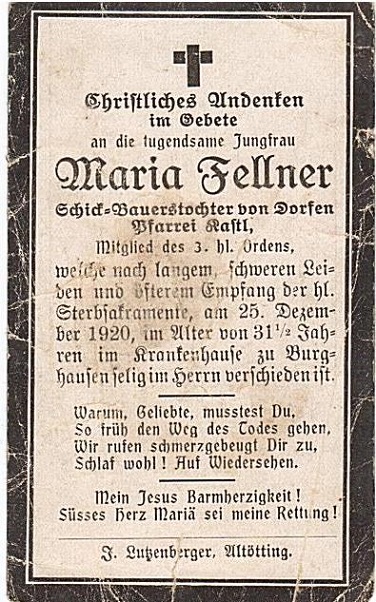 Christliches Andenken
im Gebete
an die tugendsame Jungfrau
Maria Fellner
Schick-Bauerstochter von Dorfen
Pfarrei Kastl,
Mitglied des 3. hl. Ordens,
welche nach langem, schweren Lei-
den und öfterem Empfang der hl.
Sterbsakramente, am 25. Dezem-
ber 1920, im Alter von 31 1/2 Jah-
ren im Krankenhause zu Burg-
hausen selig im Herrn verschieden ist.
Warum, Geliebte, musstest Du,
So früh den Weg des Todes gehen,
Wir rufen schmerzgebeugt Dir zu,
Schlaf wohl! Auf Wiedersehen.
Mein Jesus Barmherzigkeit!
Süsses Herz Mariä sei meine Rettung!
J. Lutzenberger, Altötting.